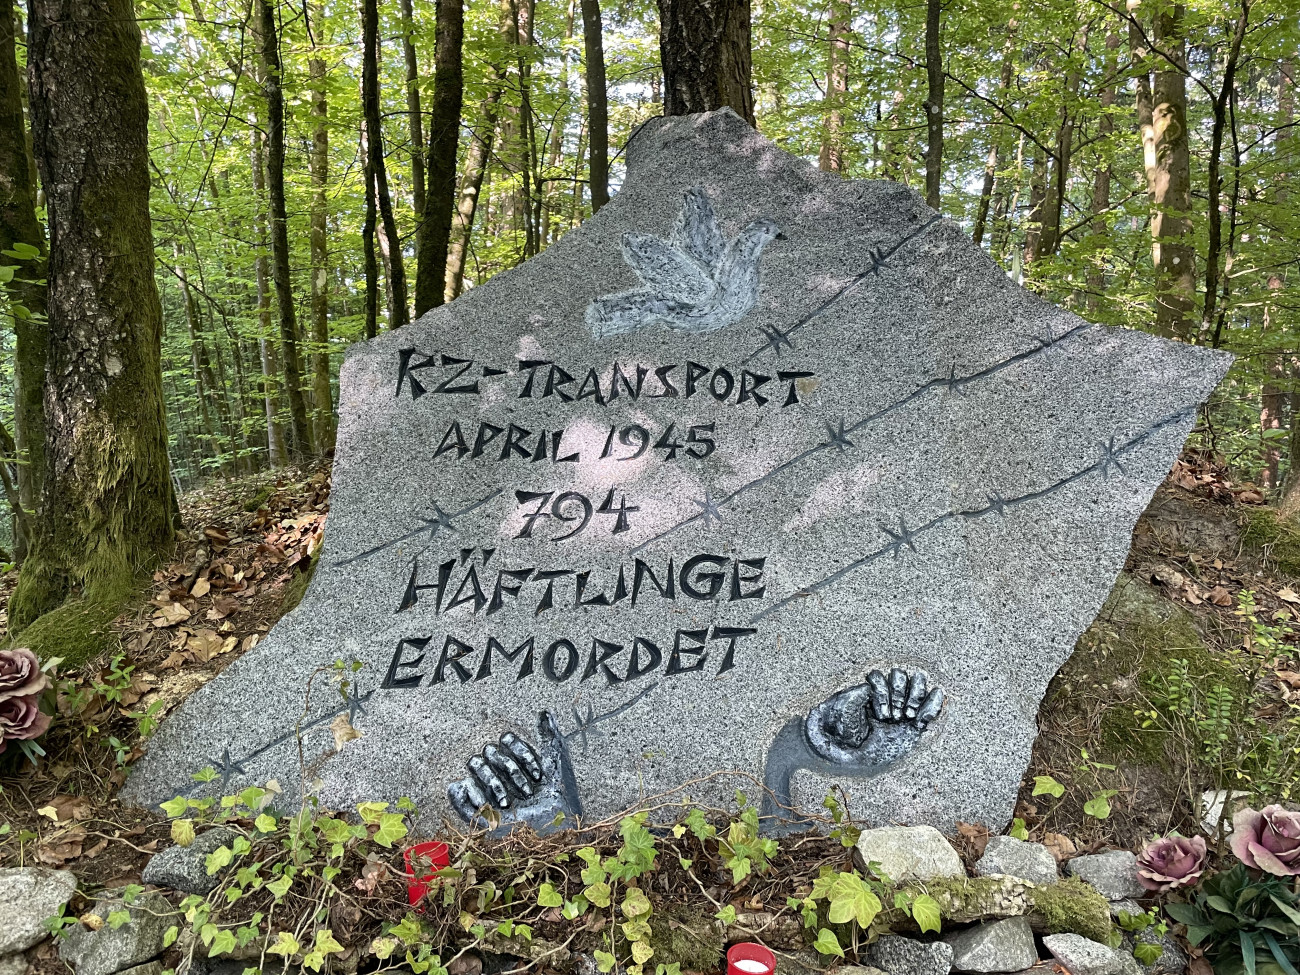 KZ-TRANSPORT
APRIL 1945
794
HÄFTLINGE
ERMORDET